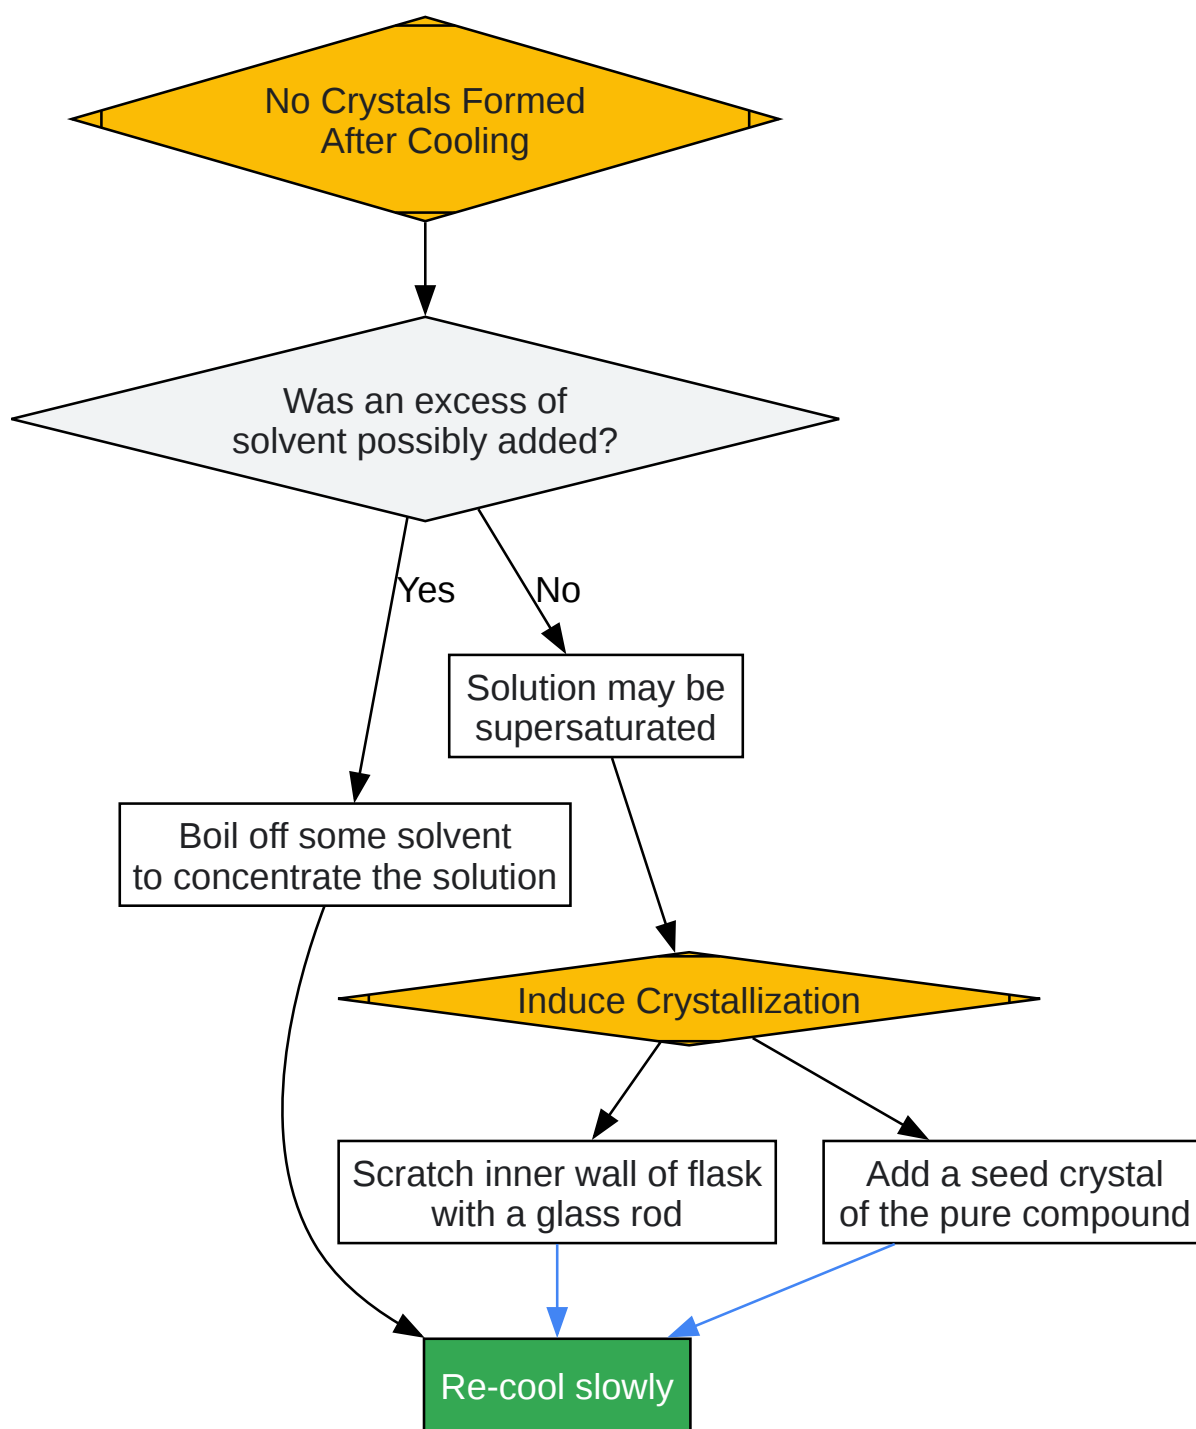 No Crystals Formed
After Cooling
Was an excess of
solvent possibly added?
Yes
No
Solution may be
supersaturated
Boil off some solvent
to concentrate the solution
Induce Crystallization
Scratch inner wall of flask
with a glass rod
Add a seed crystal
of the pure compound
Re-cool slowly